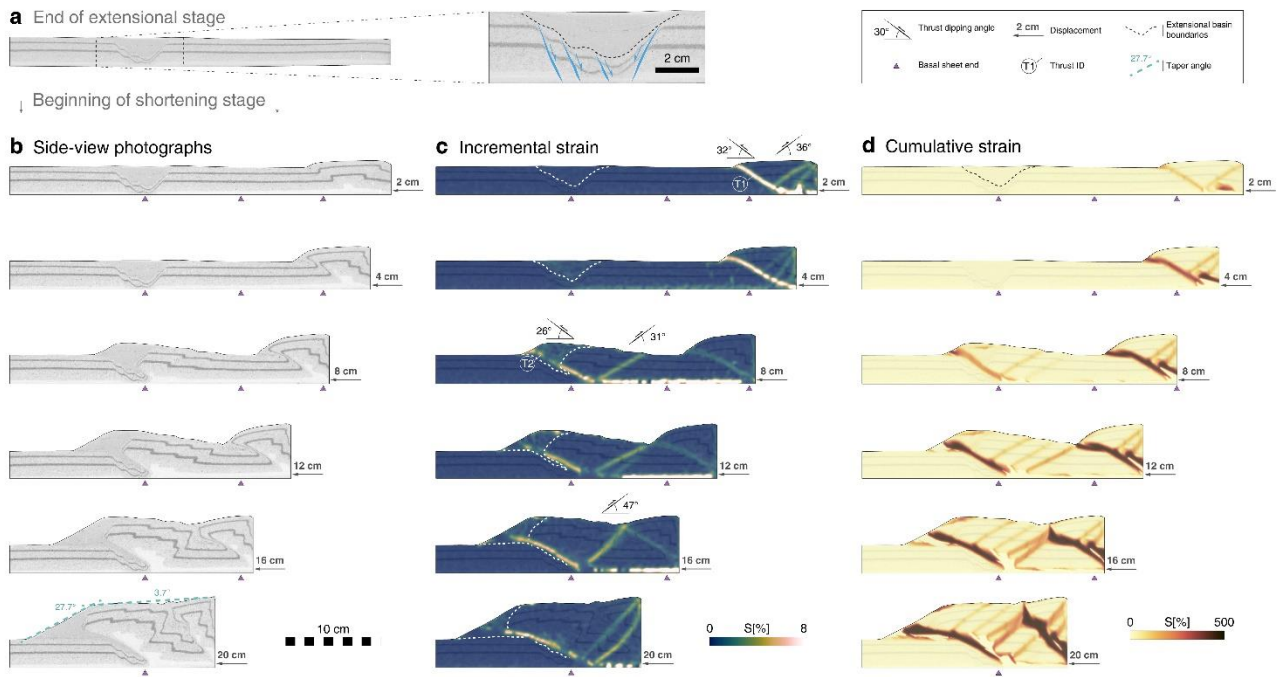 a End of extensional stage
2 cm
30° Thrust dipping angle
2 cm Displacement
Extensional basin
boundaries
Basal sheet end
T1 Thrust ID
27.7° Taper angle
Beginning of shortening stage
b Side-view photographs
c Incremental strain
d Cumulative strain
2 cm
32°
36°
T1
2 cm
2 cm
4 cm
4 cm
4 cm
8 cm
26°
31°
T2
8 cm
8 cm
12 cm
12 cm
12 cm
16 cm
47°
16 cm
16 cm
27.7°
3.7°
10 cm
20 cm
0 S[%] 8
20 cm
0 S[%] 500
20 cm